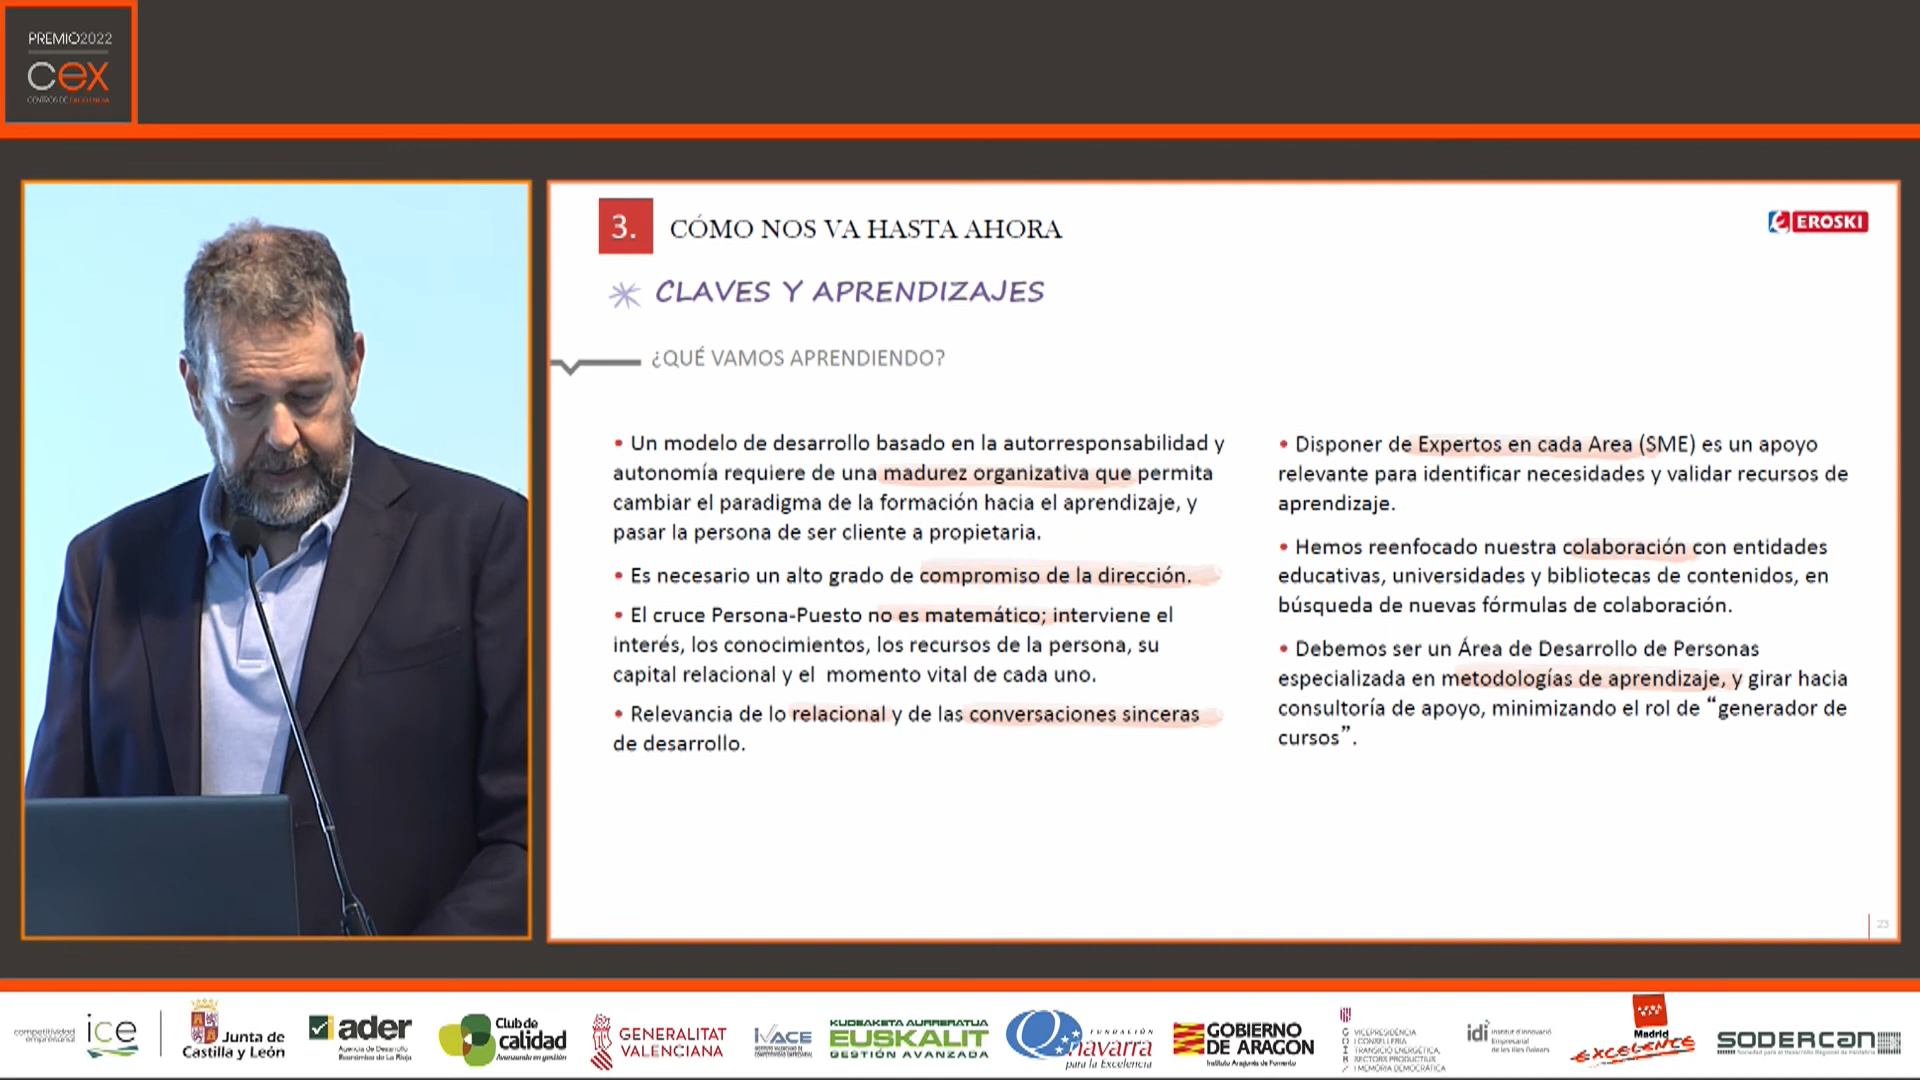 PREMIO2022
cex
CENTROS DE EXCELENCIA
3.
CÓMO NOS VA HASTA AHORA
EROSKI
CLAVES Y APRENDIZAJES
¿QUÉ VAMOS APRENDIENDO?
• Un modelo de desarrollo basado en la autorresponsabilidad y
autonomía requiere de una madurez organizativa que permita
cambiar el paradigma de la formación hacia el aprendizaje, y
pasar la persona de ser cliente a propietaria.
• Es necesario un alto grado de compromiso de la dirección.
• El cruce Persona-Puesto no es matemático; interviene el
interés, los conocimientos, los recursos de la persona, su
capital relacional y el momento vital de cada uno.
• Relevancia de lo relacional y de las conversaciones sinceras
de desarrollo.
• Disponer de Expertos en cada Area (SME) es un apoyo
relevante para identificar necesidades y validar recursos de
aprendizaje.
• Hemos reenfocado nuestra colaboración con entidades
educativas, universidades y bibliotecas de contenidos, en
búsqueda de nuevas fórmulas de colaboración.
• Debemos ser un Área de Desarrollo de Personas
especializada en metodologías de aprendizaje, y girar hacia
consultoría de apoyo, minimizando el rol de “generador de
cursos”.
23
competitividad
empresarial
ice
Junta de
Castilla y León
ader
Agencia de Desarrollo
Económico de La Rioja
Club de
calidad
Avanzando en gestión
GENERALITAT
VALENCIANA
IVACE
KUDEAKETA AURRERATUA
EUSKALIT
GESTIÓN AVANZADA
FUNDACIÓN
navarra
para la Excelencia
GOBIERNO
DE ARAGON
Instituto Aragonés de Fomento
GOIB
VICEPRESIDÈNCIA
I CONSELLERIA
TRANSICIÓ ENERGÈTICA,
SECTORS PRODUCTIUS
I MEMÒRIA DEMOCRÀTICA
idi
Institut d'Innovació
Empresarial
de les Illes Balears
Madrid
EXCELENTE
SODERCAN